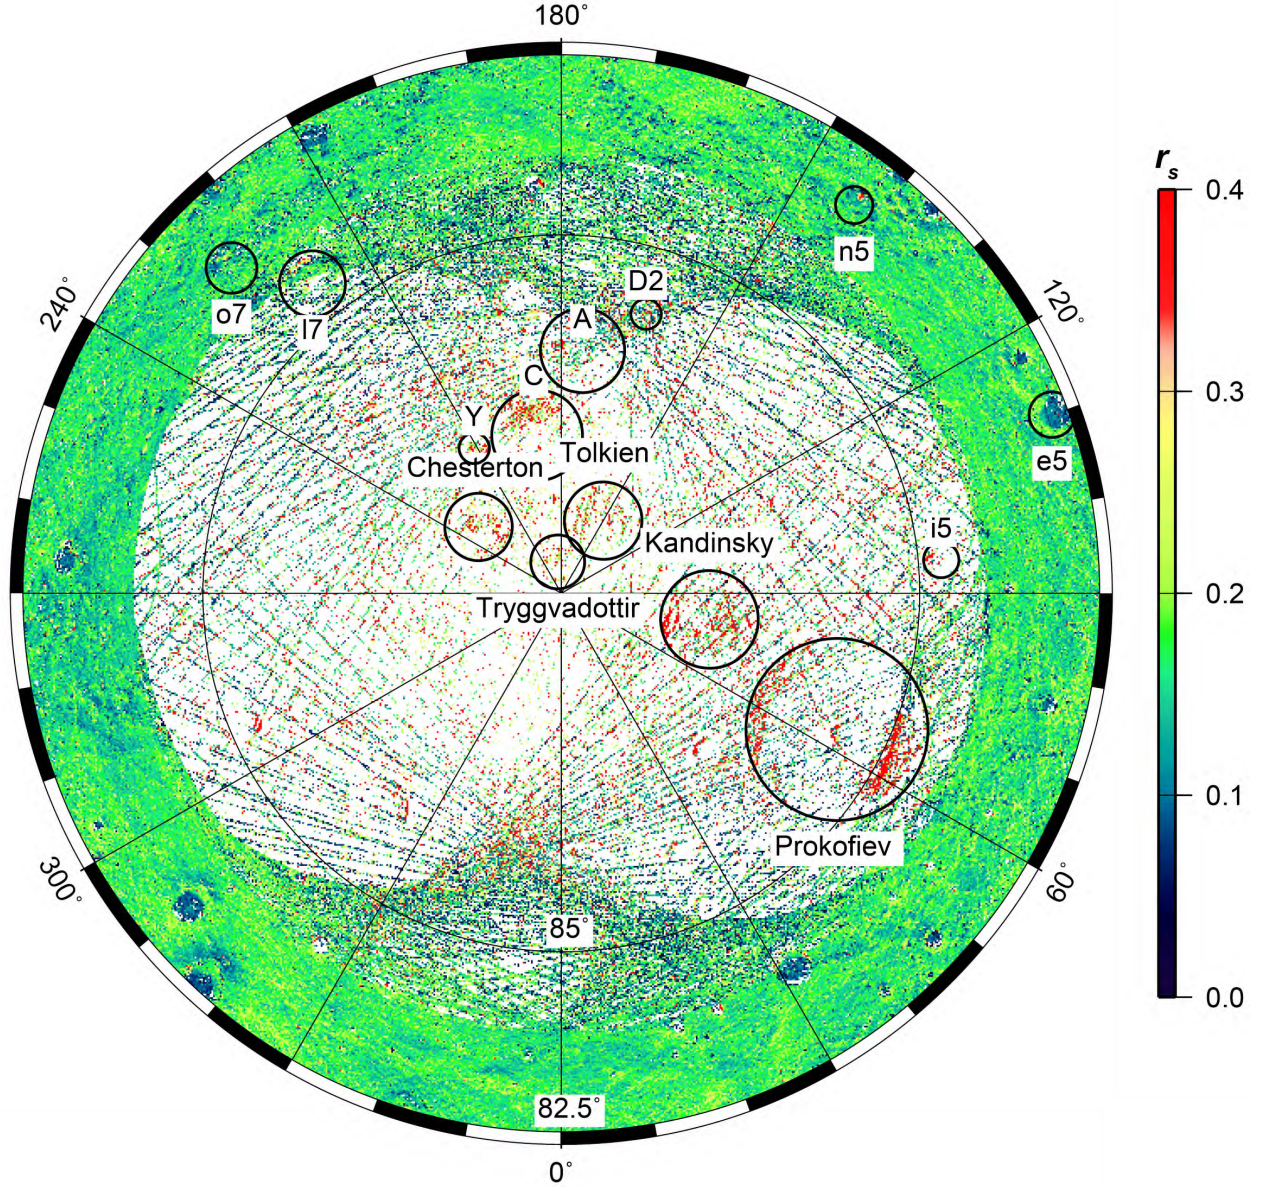 180°
r_s
0.4
120°
n5
D2
240°
o7
l7
A
C
0.3
Y
Tolkien
Chesterton
e5
i5
Kandinsky
0.2
Tryggvadottir
0.1
Prokofiev
300°
60°
85°
0.0
82.5°
0°